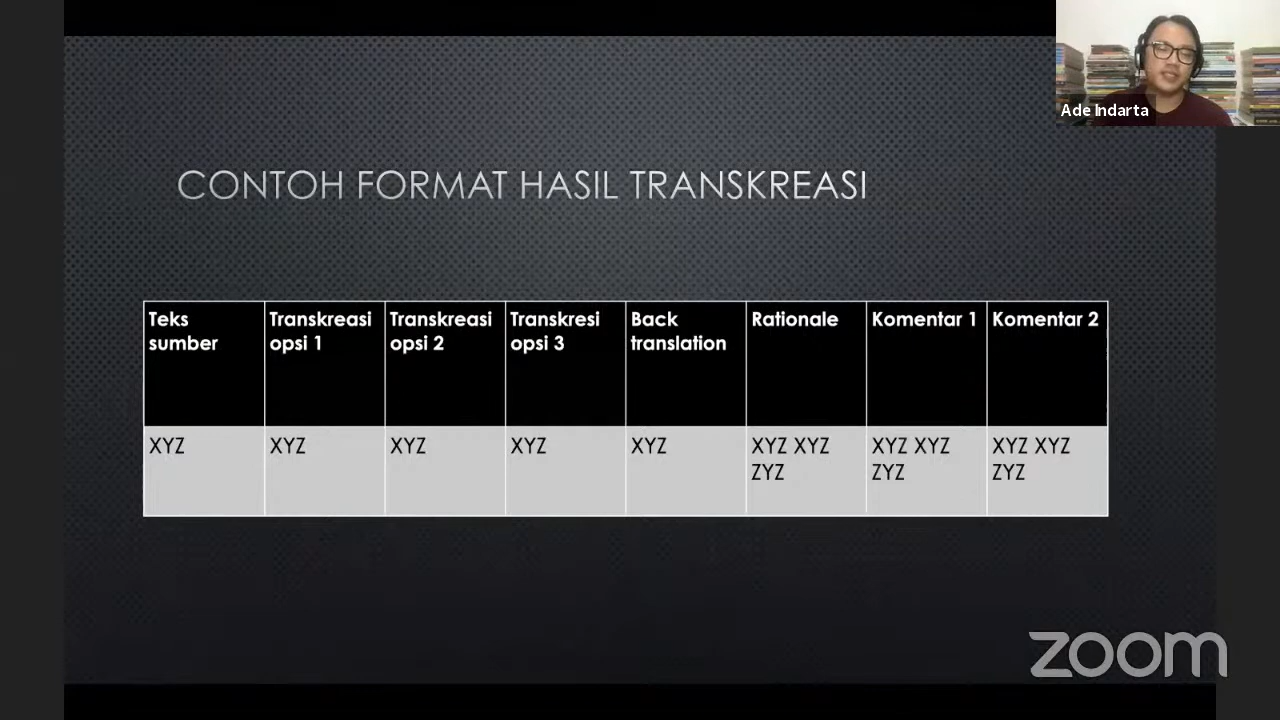 Ade Indarta
CONTOH FORMAT HASIL TRANSKREASI
Teks sumber
Transkreasi opsi 1
Transkreasi opsi 2
Transkresi opsi 3
Back translation
Rationale
Komentar 1
Komentar 2
XYZ
XYZ
XYZ
XYZ
XYZ
XYZ XYZ ZYZ
XYZ XYZ ZYZ
XYZ XYZ ZYZ
zoom